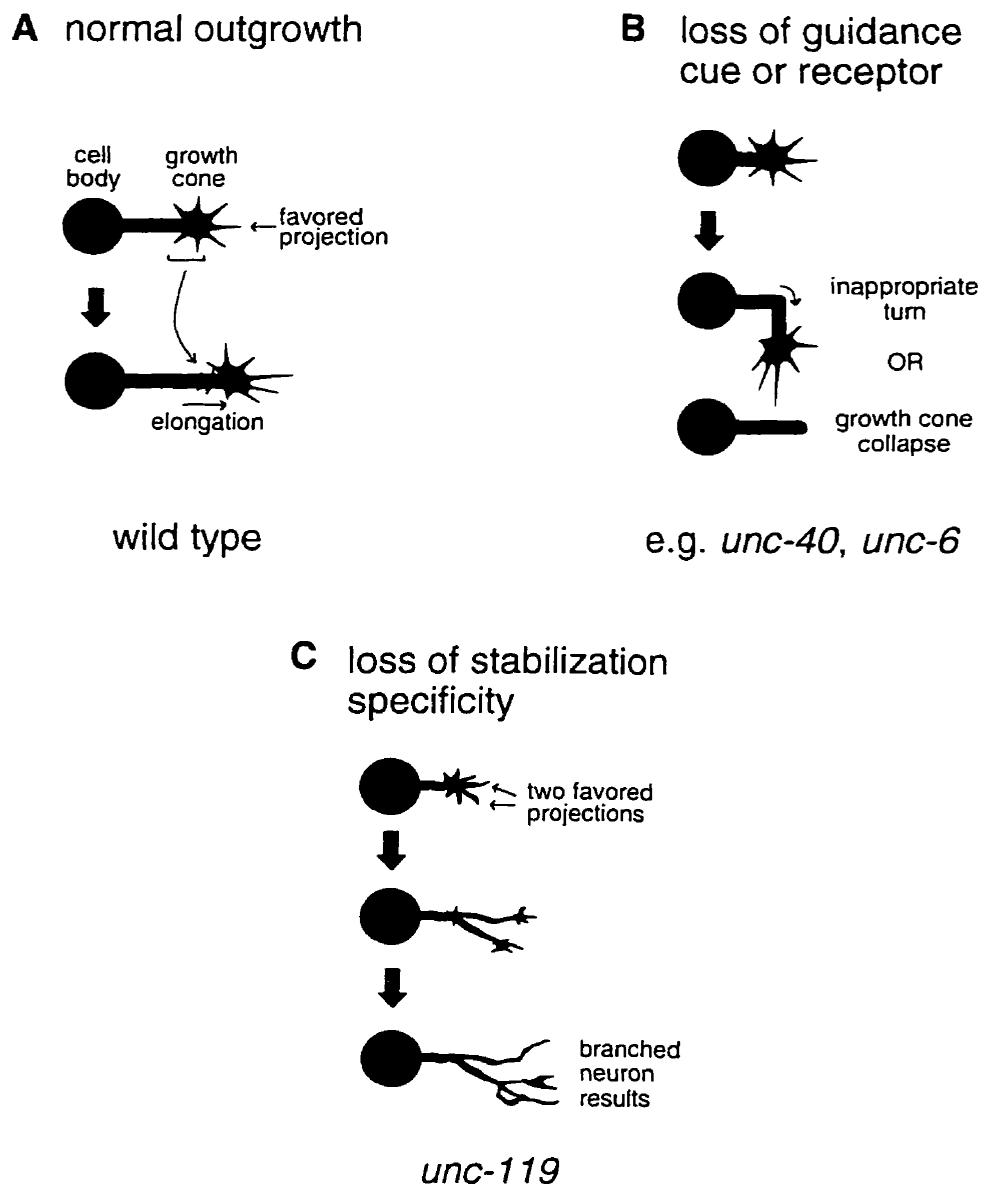 A normal outgrowth
cell
body
growth
cone
favored
projection
elongation
wild type
B loss of guidance
cue or receptor
inappropriate
turn
OR
growth cone
collapse
e.g. unc-40, unc-6
C loss of stabilization
specificity
two favored
projections
branched
neuron
results
unc-119